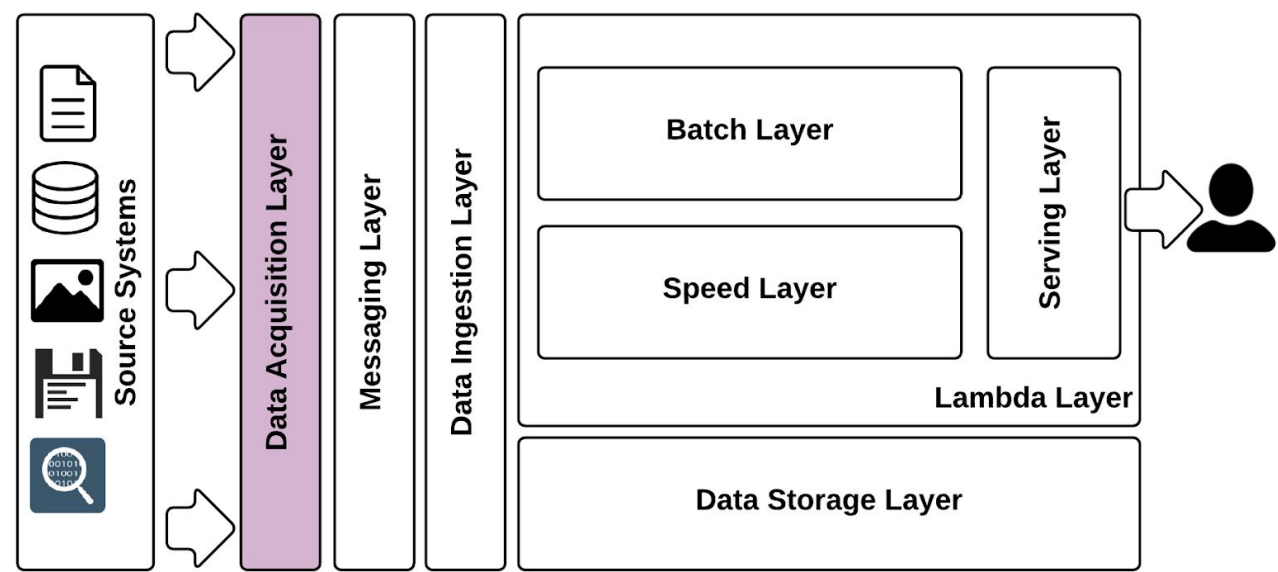 Source Systems
Data Acquisition Layer
Messaging Layer
Data Ingestion Layer
Batch Layer
Speed Layer
Serving Layer
Lambda Layer
Data Storage Layer